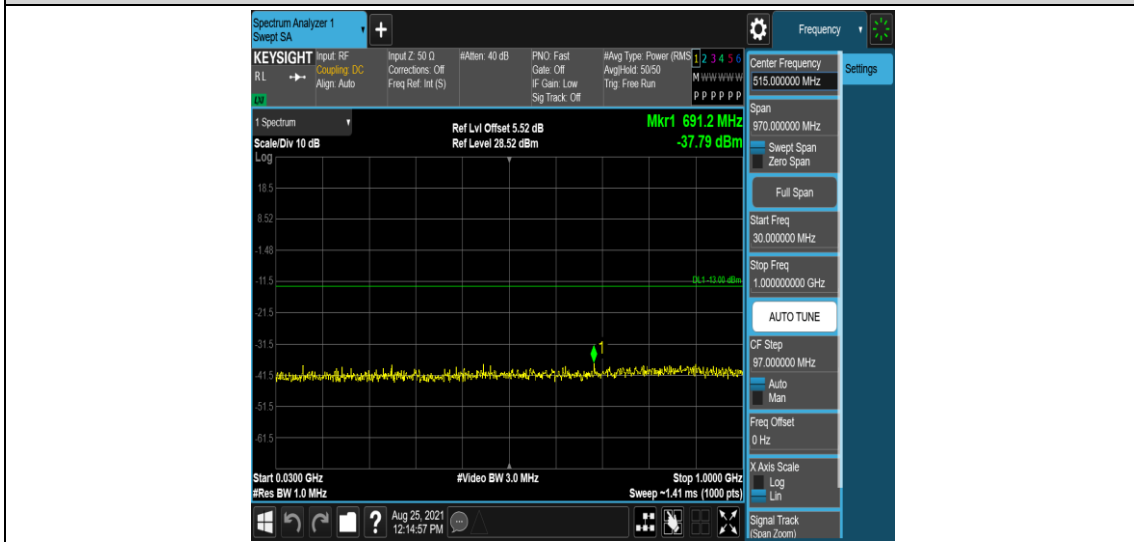 Spectrum Analyzer 1
Swept SA
+
Frequency
KEYSIGHT
RL
Input: RF
Coupling: DC
Align: Auto
Input Z: 50 Ω
Corrections: Off
Freq Ref: Int (S)
#Atten: 40 dB
PNO: Fast
Gate: Off
IF Gain: Low
Sig Track: Off
#Avg Type: Power (RMS
Avg|Hold: 50/50
Trig: Free Run
1 2 3 4 5 6
M W W W W W
P P P P P P
LXI
1 Spectrum
Scale/Div 10 dB
Log
Ref Lvl Offset 5.52 dB
Ref Level 28.52 dBm
Mkr1 691.2 MHz
-37.79 dBm
18.5
8.52
-1.48
-11.5
-21.5
-31.5
-41.5
-51.5
-61.5
DL1 -13.00 dBm
1
Start 0.0300 GHz
#Res BW 1.0 MHz
#Video BW 3.0 MHz
Stop 1.0000 GHz
Sweep ~1.41 ms (1000 pts)
Center Frequency
515.000000 MHz
Settings
Span
970.000000 MHz
Swept Span
Zero Span
Full Span
Start Freq
30.000000 MHz
Stop Freq
1.000000000 GHz
AUTO TUNE
CF Step
97.000000 MHz
Auto
Man
Freq Offset
0 Hz
X Axis Scale
Log
Lin
Signal Track
(Span Zoom)
?
Aug 25, 2021
12:14:57 PM